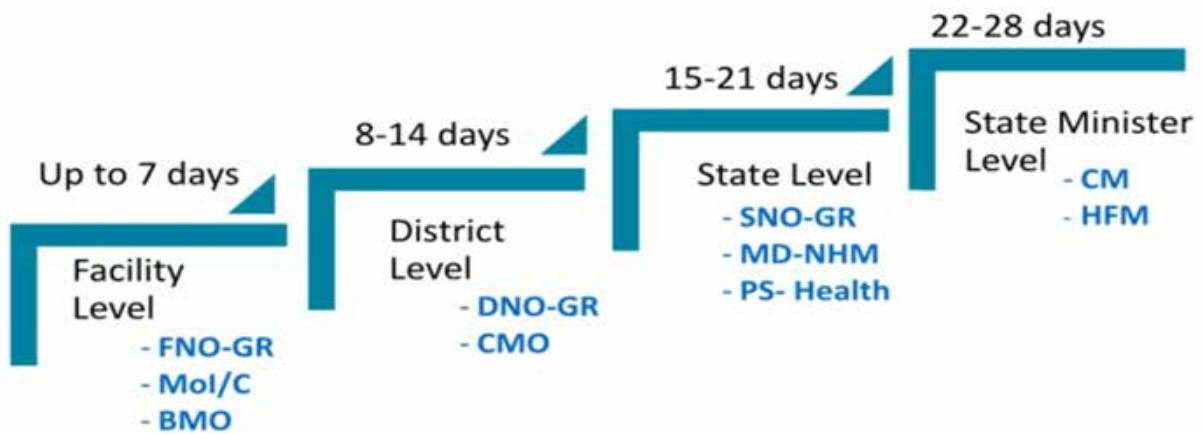 Up to 7 days
Facility
Level
- FNO-GR
- MoI/C
- BMO
8-14 days
District
Level
- DNO-GR
- CMO
15-21 days
State Level
- SNO-GR
- MD-NHM
- PS- Health
22-28 days
State Minister
Level
- CM
- HFM